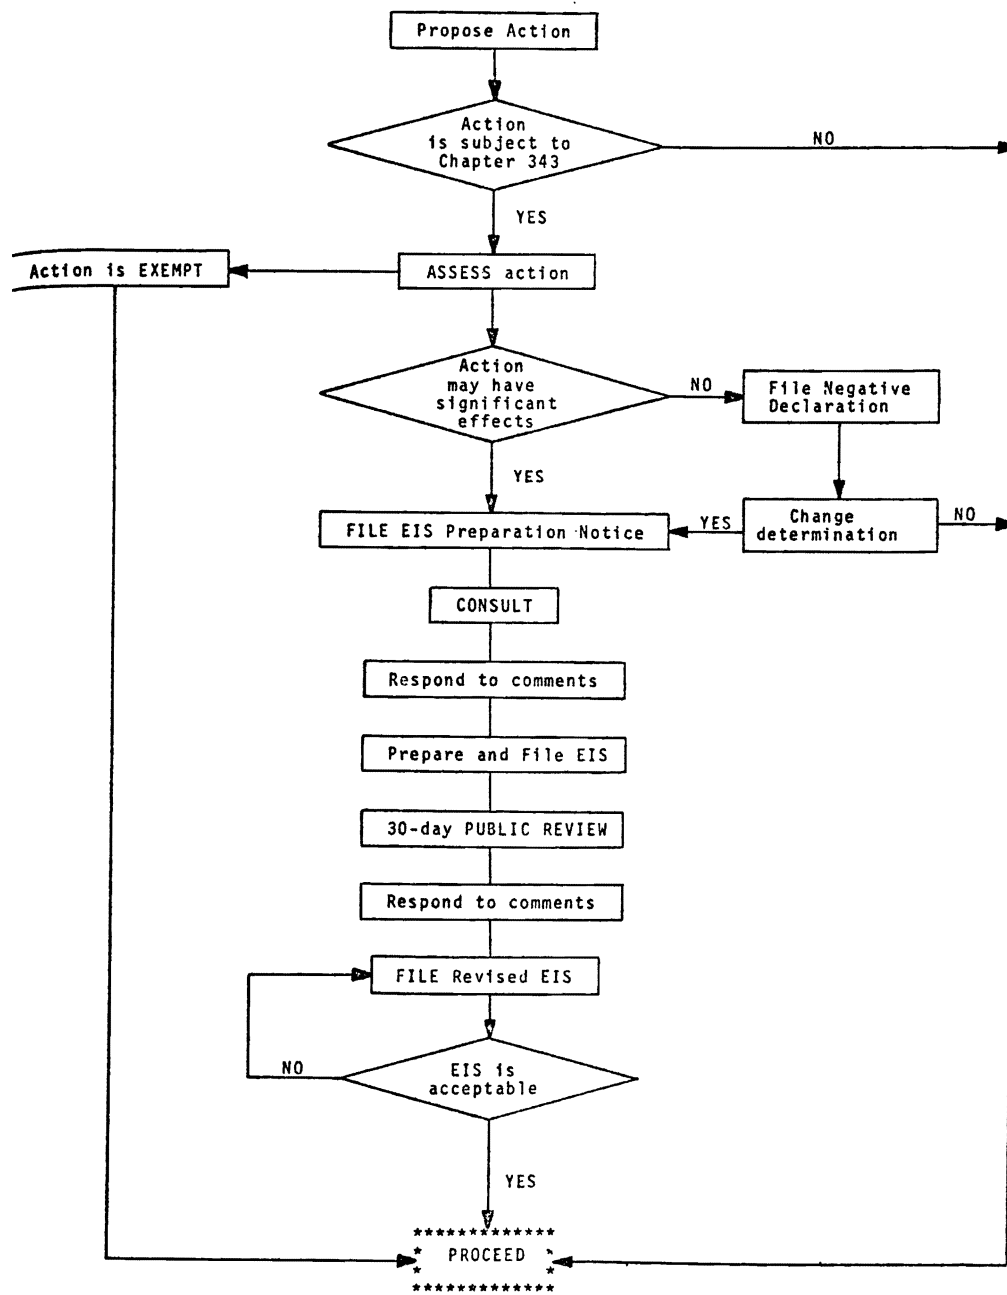 Propose Action
Action
is subject to
Chapter 343
NO
YES
Action is EXEMPT
ASSESS action
Action
may have
significant
effects
NO
File Negative
Declaration
YES
FILE EIS Preparation Notice
YES
Change
determination
NO
CONSULT
Respond to comments
Prepare and File EIS
30-day PUBLIC REVIEW
Respond to comments
FILE Revised EIS
NO
EIS is
acceptable
YES
PROCEED